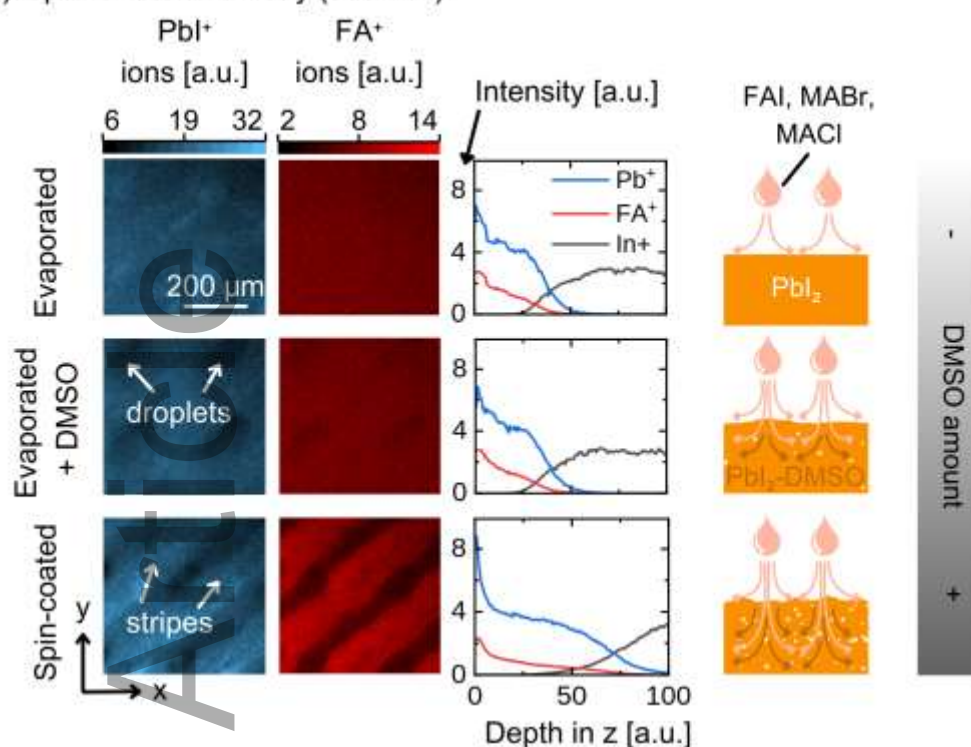 PbI⁺
ions [a.u.]
6 19 32
FA⁺
ions [a.u.]
2 8 14
Intensity [a.u.]
FAI, MABr,
MACl
Evaporated
200 µm
8
4
0
Pb⁺
FA⁺
In+
PbI₂
-
Evaporated
+ DMSO
droplets
8
4
0
PbI₂-DMSO
DMSO amount
Spin-coated
stripes
y
x
8
4
0
0 50 100
Depth in z [a.u.]
+
Article